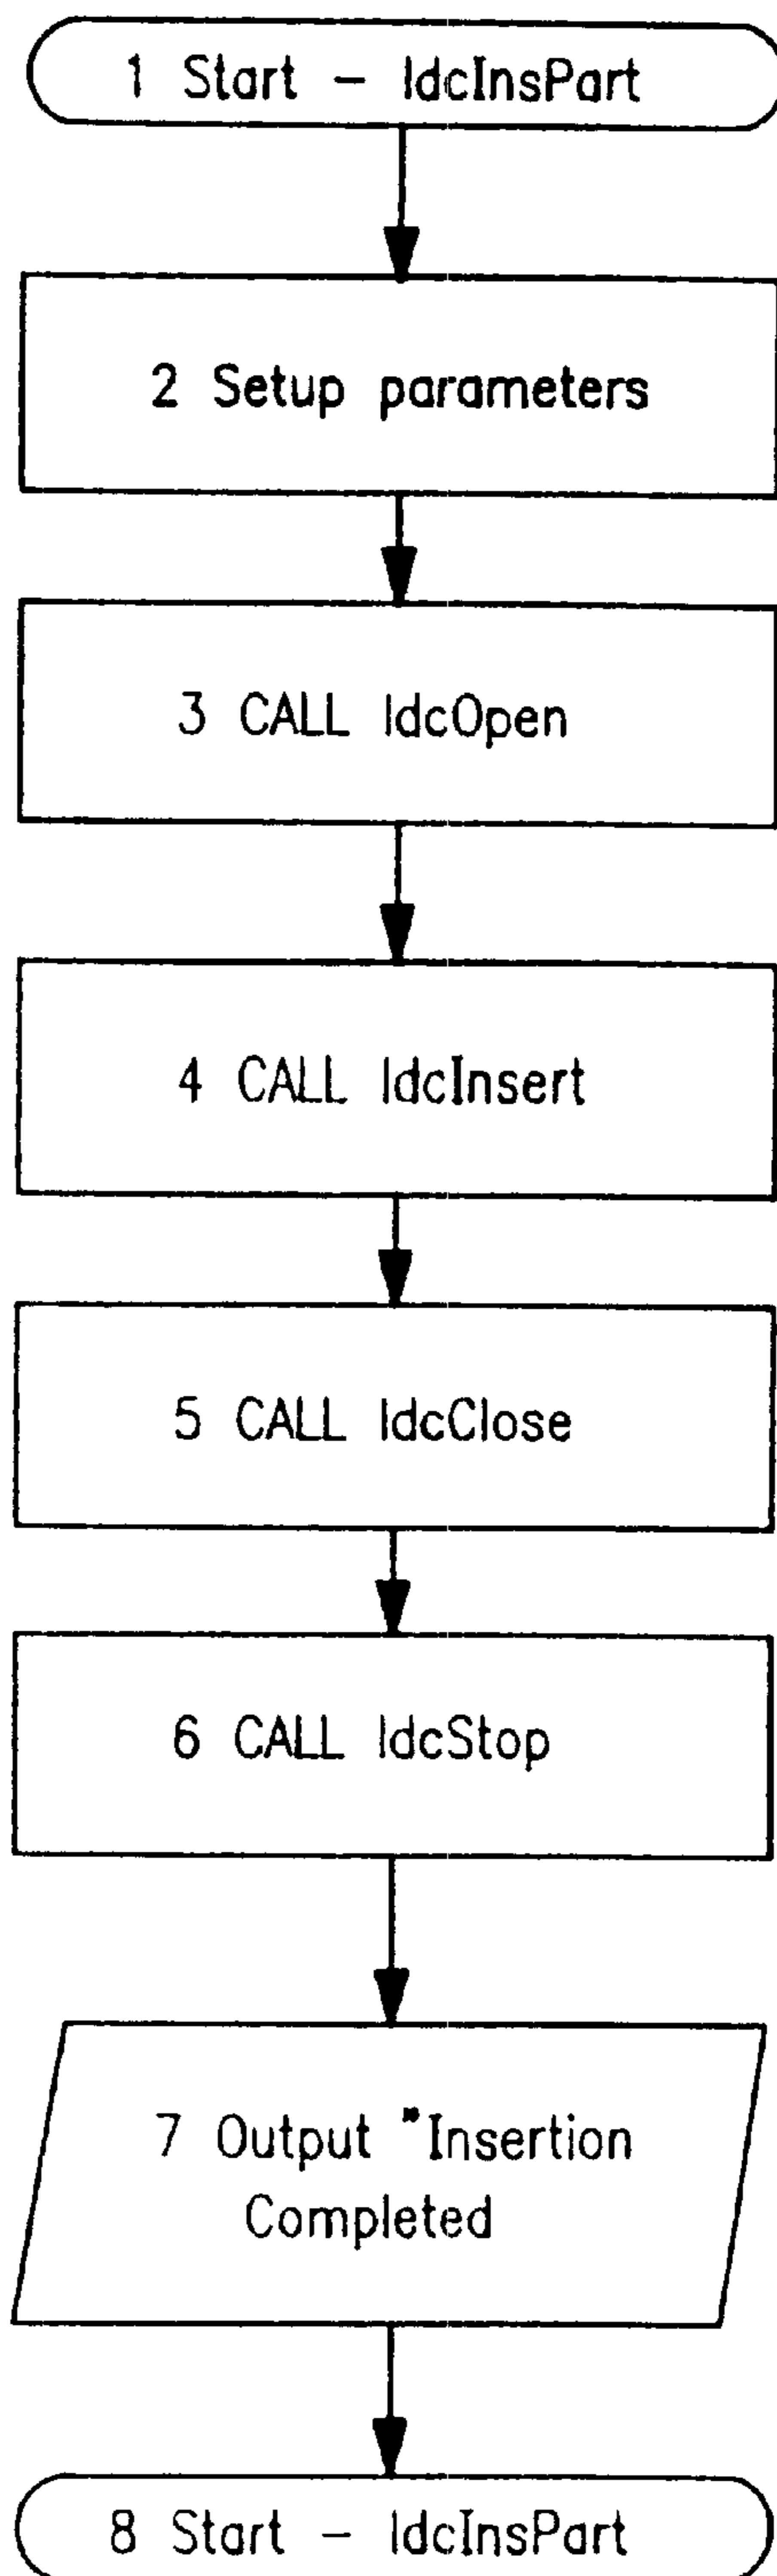 1 Start - IdcInsPart
2 Setup parameters
3 CALL IdcOpen
4 CALL IdcInsert
5 CALL IdcClose
6 CALL IdcStop
7 Output "Insertion
Completed
8 Start - IdcInsPart